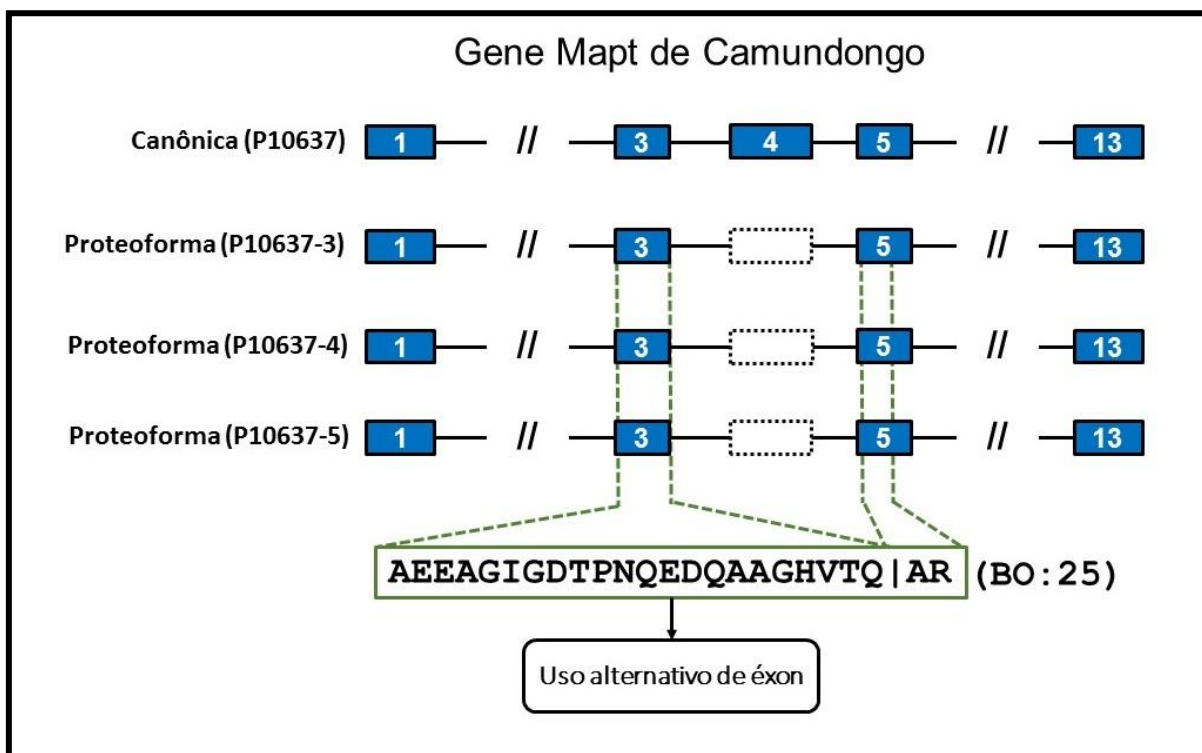 Gene Mapt de Camundongo
Canônica (P10637) 1 // 3 4 5 // 13
Proteoforma (P10637-3) 1 // 3 5 // 13
Proteoforma (P10637-4) 1 // 3 5 // 13
Proteoforma (P10637-5) 1 // 3 5 // 13
AEEAGIGDTPNQEDQAAGHVTQ|AR (BO:25)
Uso alternativo de éxon